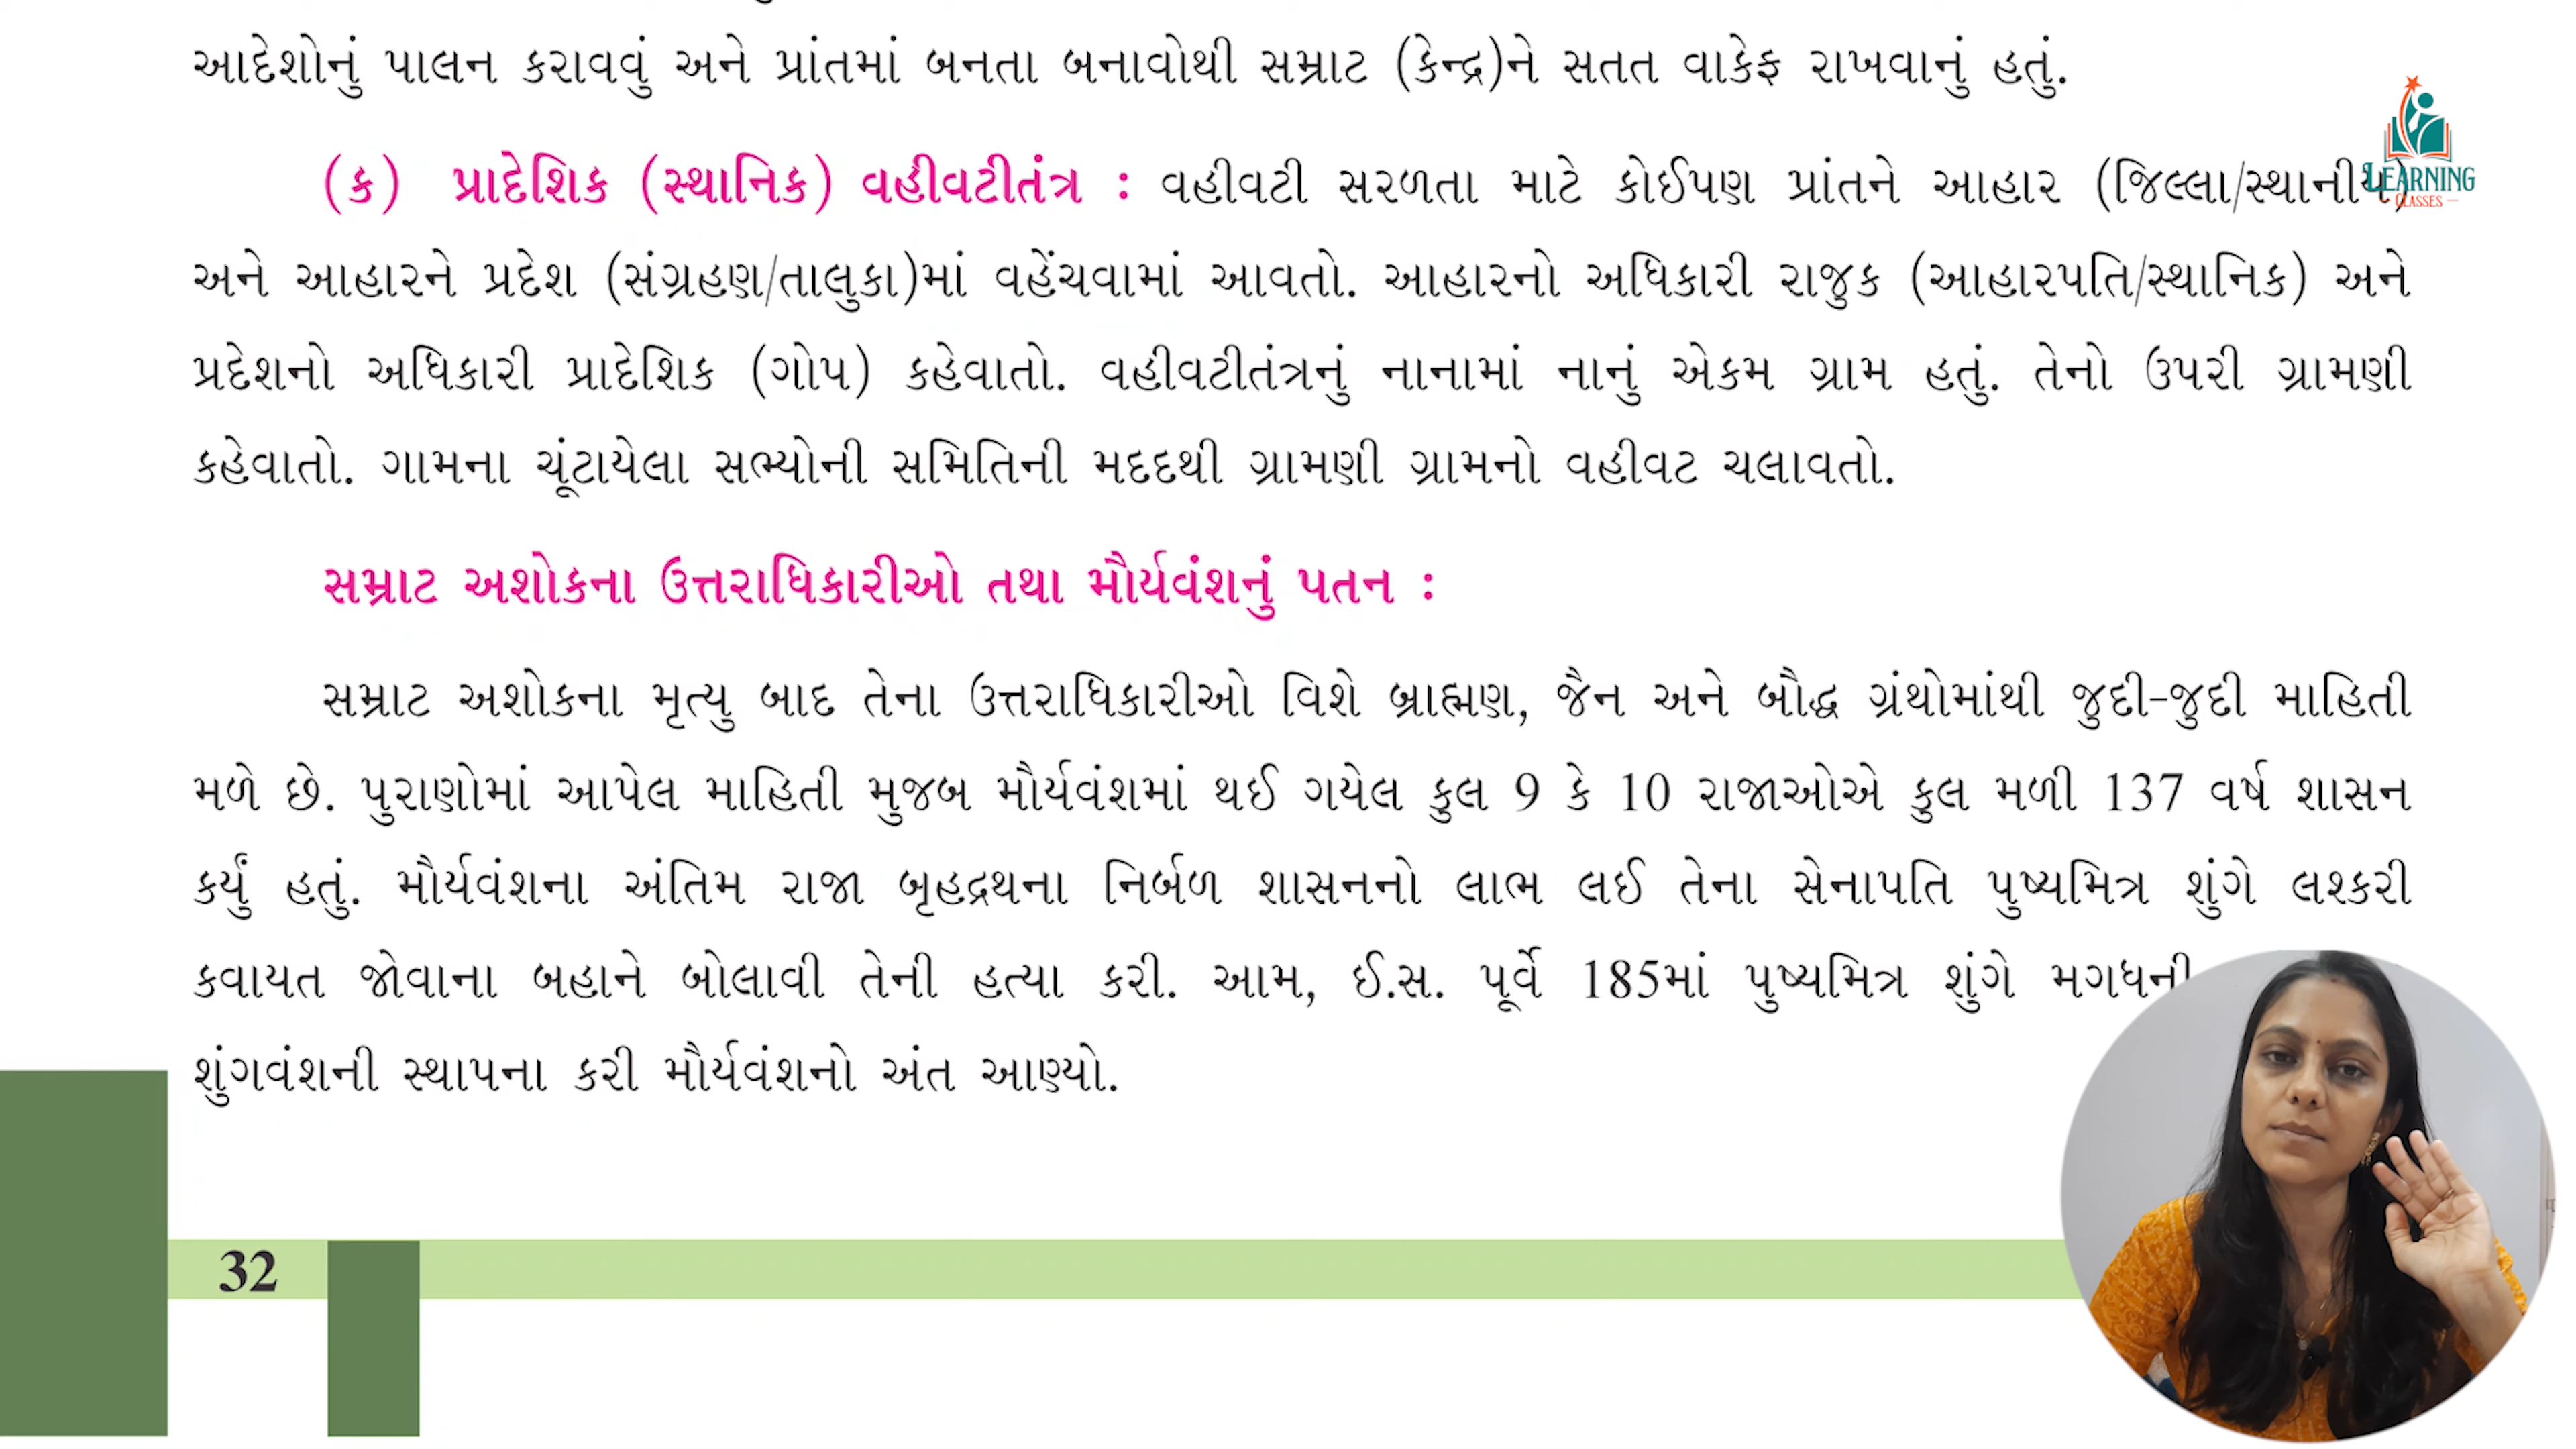 આદેશોનું પાલન કરાવવું અને પ્રાંતમાં બનતા બનાવોથી સમ્રાટ (કેન્દ્ર)ને સતત વાકેફ રાખવાનું હતું.
(ક) પ્રાદેશિક (સ્થાનિક) વહીવટીતંત્ર : વહીવટી સરળતા માટે કોઈપણ પ્રાંતને આહાર (જિલ્લા/સ્થાનીય)
LEARNING
CLASSES
અને આહારને પ્રદેશ (સંગ્રહણ/તાલુકા)માં વહેંચવામાં આવતો. આહારનો અધિકારી રાજુક (આહારપતિ/સ્થાનિક) અને
પ્રદેશનો અધિકારી પ્રાદેશિક (ગોપ) કહેવાતો. વહીવટીતંત્રનું નાનામાં નાનું એકમ ગ્રામ હતું. તેનો ઉપરી ગ્રામણી
કહેવાતો. ગામના ચૂંટાયેલા સભ્યોની સમિતિની મદદથી ગ્રામણી ગ્રામનો વહીવટ ચલાવતો.
સમ્રાટ અશોકના ઉત્તરાધિકારીઓ તથા મૌર્યવંશનું પતન :
સમ્રાટ અશોકના મૃત્યુ બાદ તેના ઉત્તરાધિકારીઓ વિશે બ્રાહ્મણ, જૈન અને બૌદ્ધ ગ્રંથોમાંથી જુદી-જુદી માહિતી
મળે છે. પુરાણોમાં આપેલ માહિતી મુજબ મૌર્યવંશમાં થઈ ગયેલ કુલ 9 કે 10 રાજાઓએ કુલ મળી 137 વર્ષ શાસન
કર્યું હતું. મૌર્યવંશના અંતિમ રાજા બૃહદ્રથના નિર્બળ શાસનનો લાભ લઈ તેના સેનાપતિ પુષ્યમિત્ર શુંગે લશ્કરી
કવાયત જોવાના બહાને બોલાવી તેની હત્યા કરી. આમ, ઈ.સ. પૂર્વે 185માં પુષ્યમિત્ર શુંગે મગધની
શુંગવંશની સ્થાપના કરી મૌર્યવંશનો અંત આણ્યો.
32